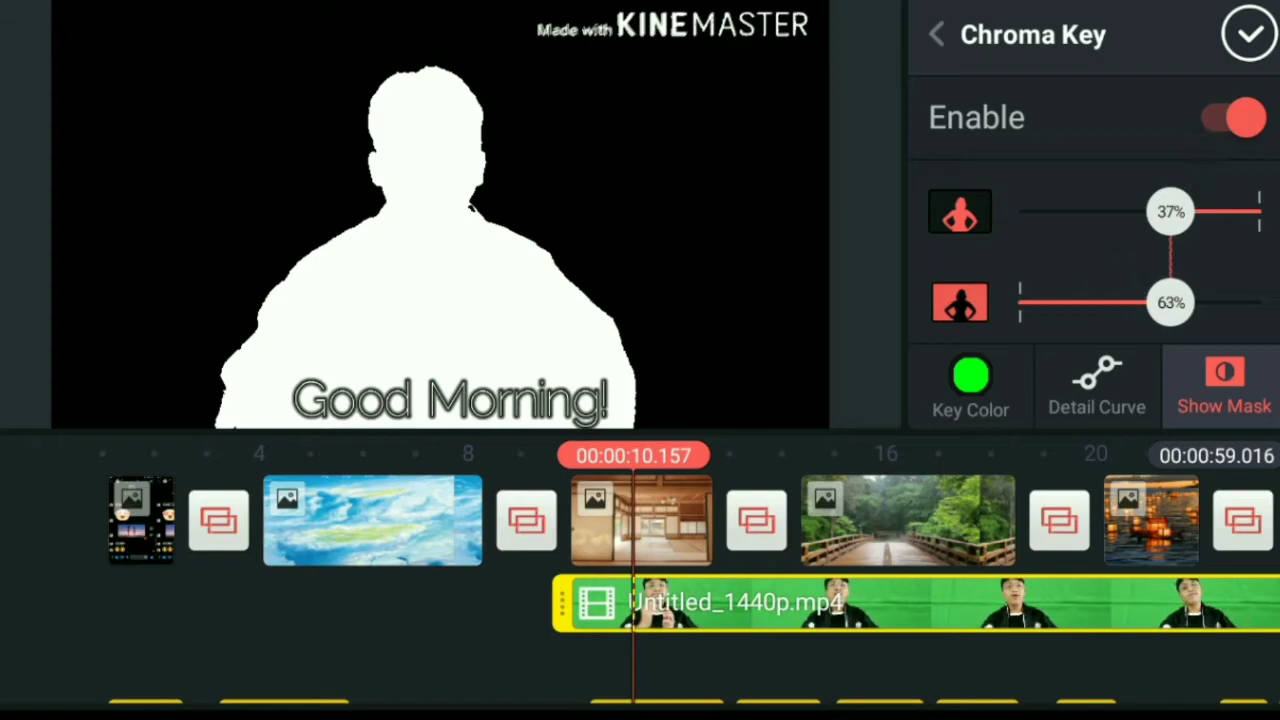 Made with KINEMASTER
Chroma Key
Enable
37%
63%
Good Morning!
Key Color
Detail Curve
Show Mask
4
8
00:00:10.157
16
20
00:00:59.016
Untitled_1440p.mp4